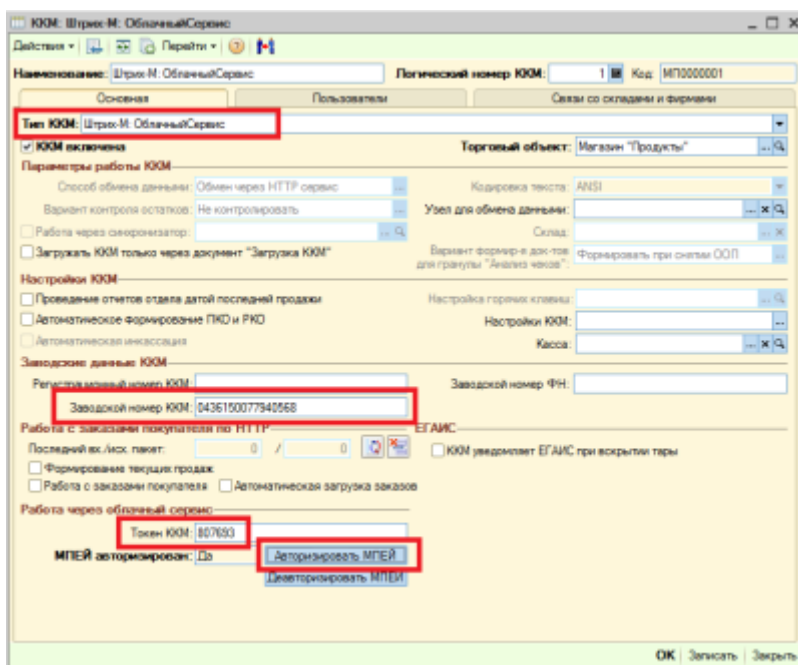 ККМ: Штрих-М: ОблачныйСервис
Действия Перейти
Наименование: Штрих-М: ОблачныйСервис Логический номер ККМ: 1 Код: МП0000001
Основная Пользователи Связи со складами и фирмами
Тип ККМ: Штрих-М: ОблачныйСервис
ККМ включена Торговый объект: Магазин "Продукты"
Параметры работы ККМ
Способ обмена данными: Обмен через HTTP сервис Кодировка текста: ANSI
Вариант контроля остатков: Не контролировать Узел для обмена данными:
Работа через синхронизатор: Склад:
Загружать ККМ только через документ "Загрузка ККМ" Вариант формир-я док-тов для гранулы "Анализ чеков": Формировать при снятии ООП
Настройки ККМ
Проведение отчетов отдела датой последней продажи Настройка горячих клавиш:
Автоматическое формирование ПКО и РКО Настройки ККМ:
Автоматическая инкассация Касса:
Заводские данные ККМ
Регистрационный номер ККМ: Заводской номер ФН:
Заводской номер ККМ: 0436150077940568
Работа с заказами покупателя по HTTP ЕГАИС
Последний вх./исх. пакет: 0 / 0 ККМ уведомляет ЕГАИС при вскрытии тары
Формирование текущих продаж
Работа с заказами покупателя Автоматическая загрузка заказов
Работа через облачный сервис
Токен ККМ: 807693
МПЕЙ авторизирован: Да Авторизировать МПЕЙ
Деавторизировать МПЕЙ
OK Записать Закрыть